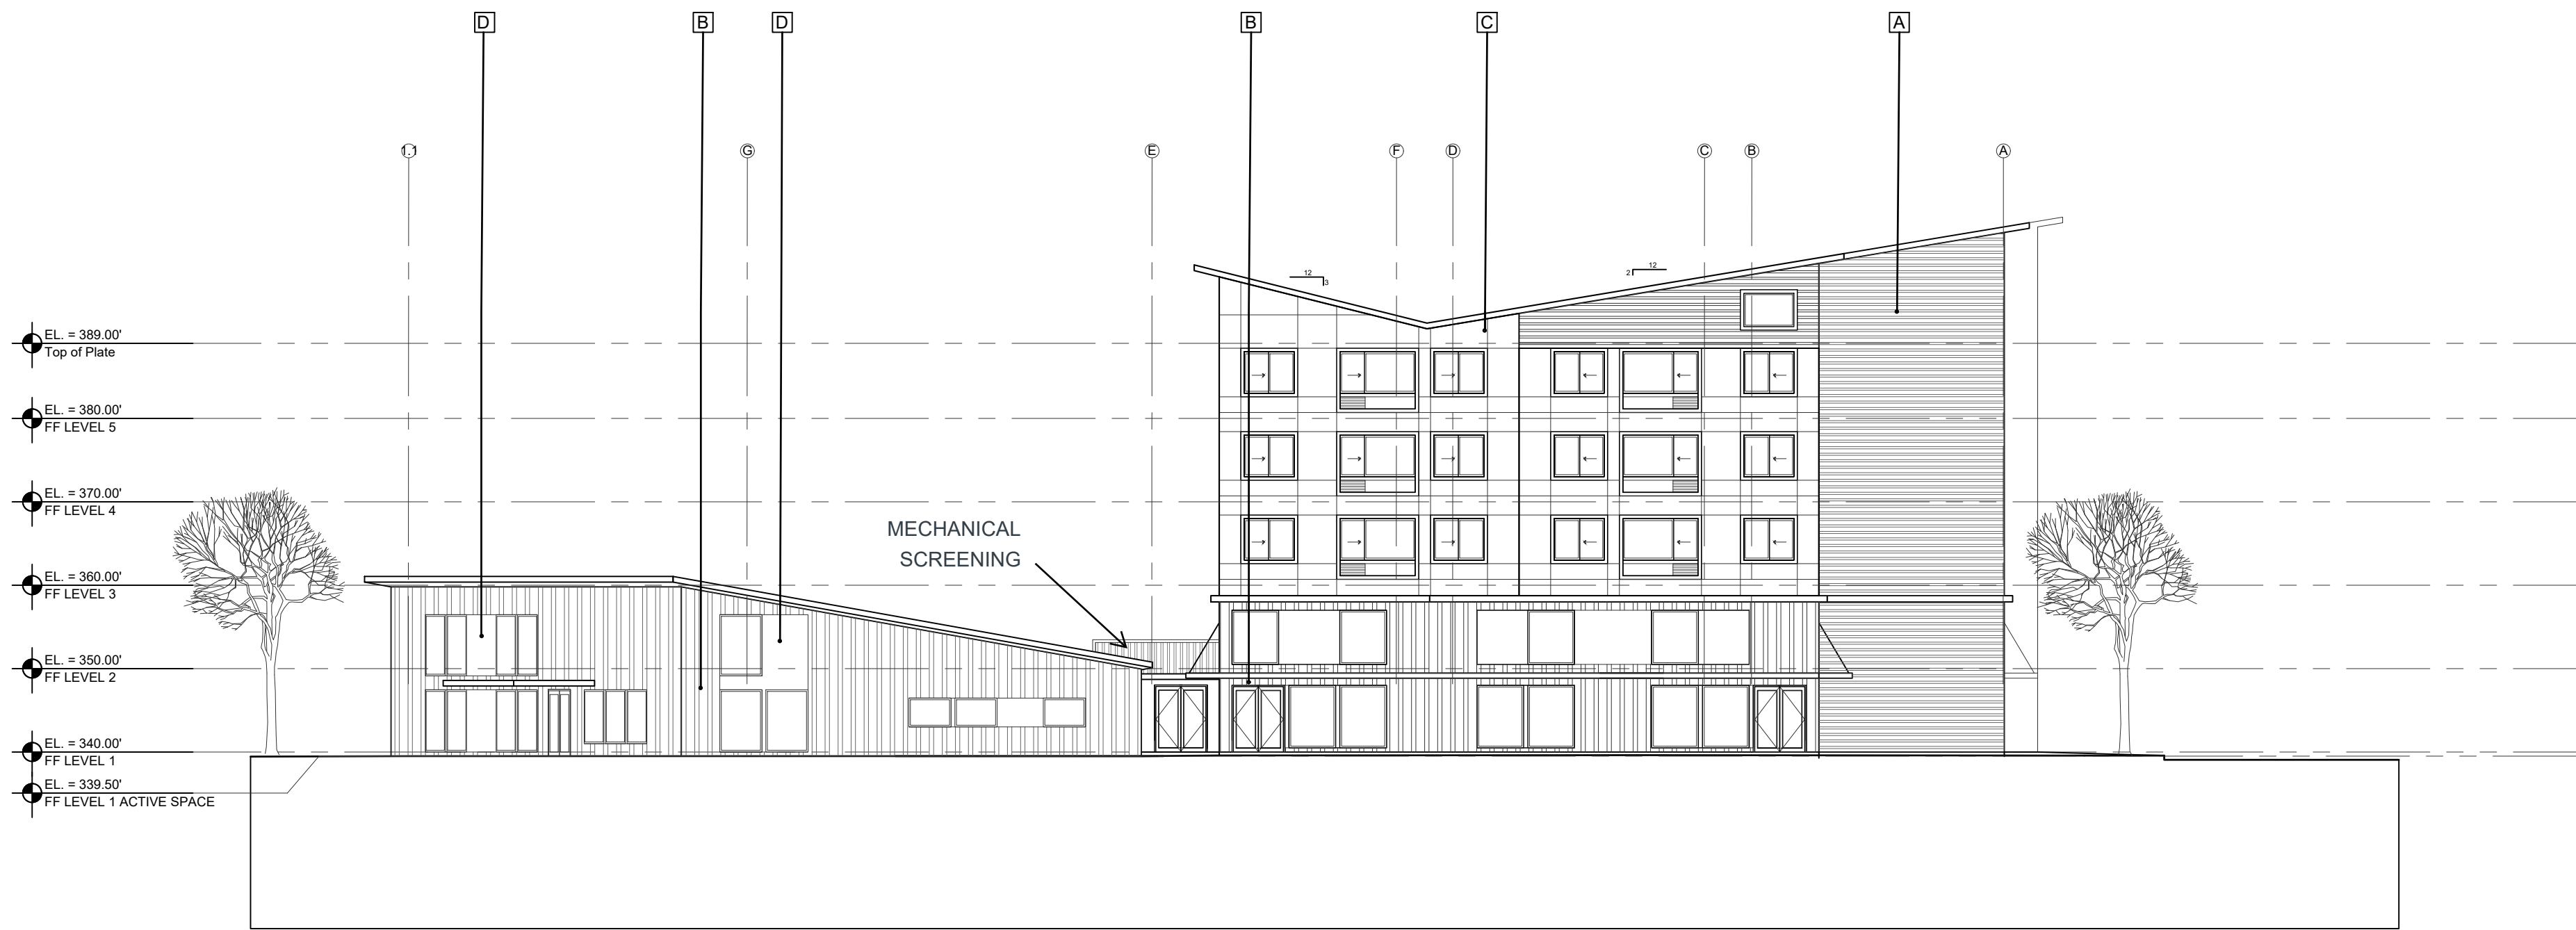 D B D B C A
1.1 G E F D C B A
12
3
12
2
EL. = 389.00'
Top of Plate
EL. = 380.00'
FF LEVEL 5
EL. = 370.00'
FF LEVEL 4
MECHANICAL
SCREENING
EL. = 360.00'
FF LEVEL 3
EL. = 350.00'
FF LEVEL 2
EL. = 340.00'
FF LEVEL 1
EL. = 339.50'
FF LEVEL 1 ACTIVE SPACE